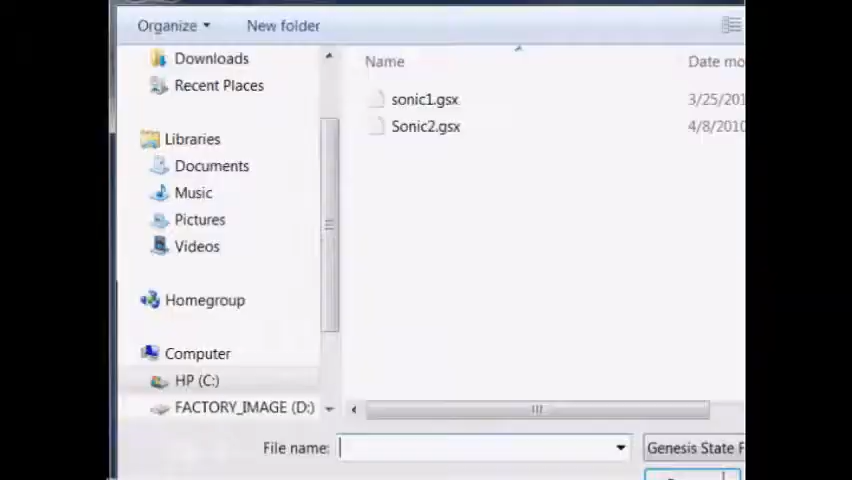 Organize New folder
Downloads
Recent Places
Libraries
Documents
Music
Pictures
Videos
Homegroup
Computer
HP (C:)
FACTORY_IMAGE (D:)
Name Date mo
sonic1.gsx 3/25/201
Sonic2.gsx 4/8/2010
File name: Genesis State F